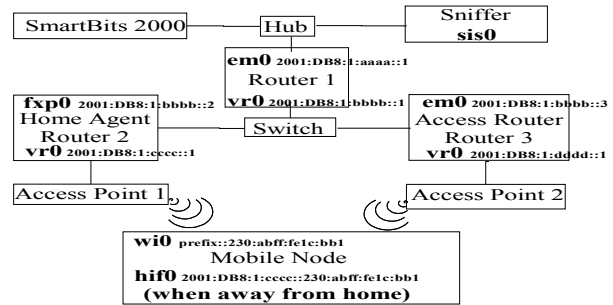 SmartBits 2000
Hub
Sniffer
sis0
em0 2001:DB8:1:aaaa::1
Router 1
vr0 2001:DB8:1:bbbb::1
fxp0 2001:DB8:1:bbbb::2
Home Agent
Router 2
vr0 2001:DB8:1:cccc::1
Switch
em0 2001:DB8:1:bbbb::3
Access Router
Router 3
vr0 2001:DB8:1:dddd::1
Access Point 1
Access Point 2
wi0 prefix::230:abff:fe1c:bb1
Mobile Node
hif0 2001:DB8:1:cccc::230:abff:fe1c:bb1
(when away from home)